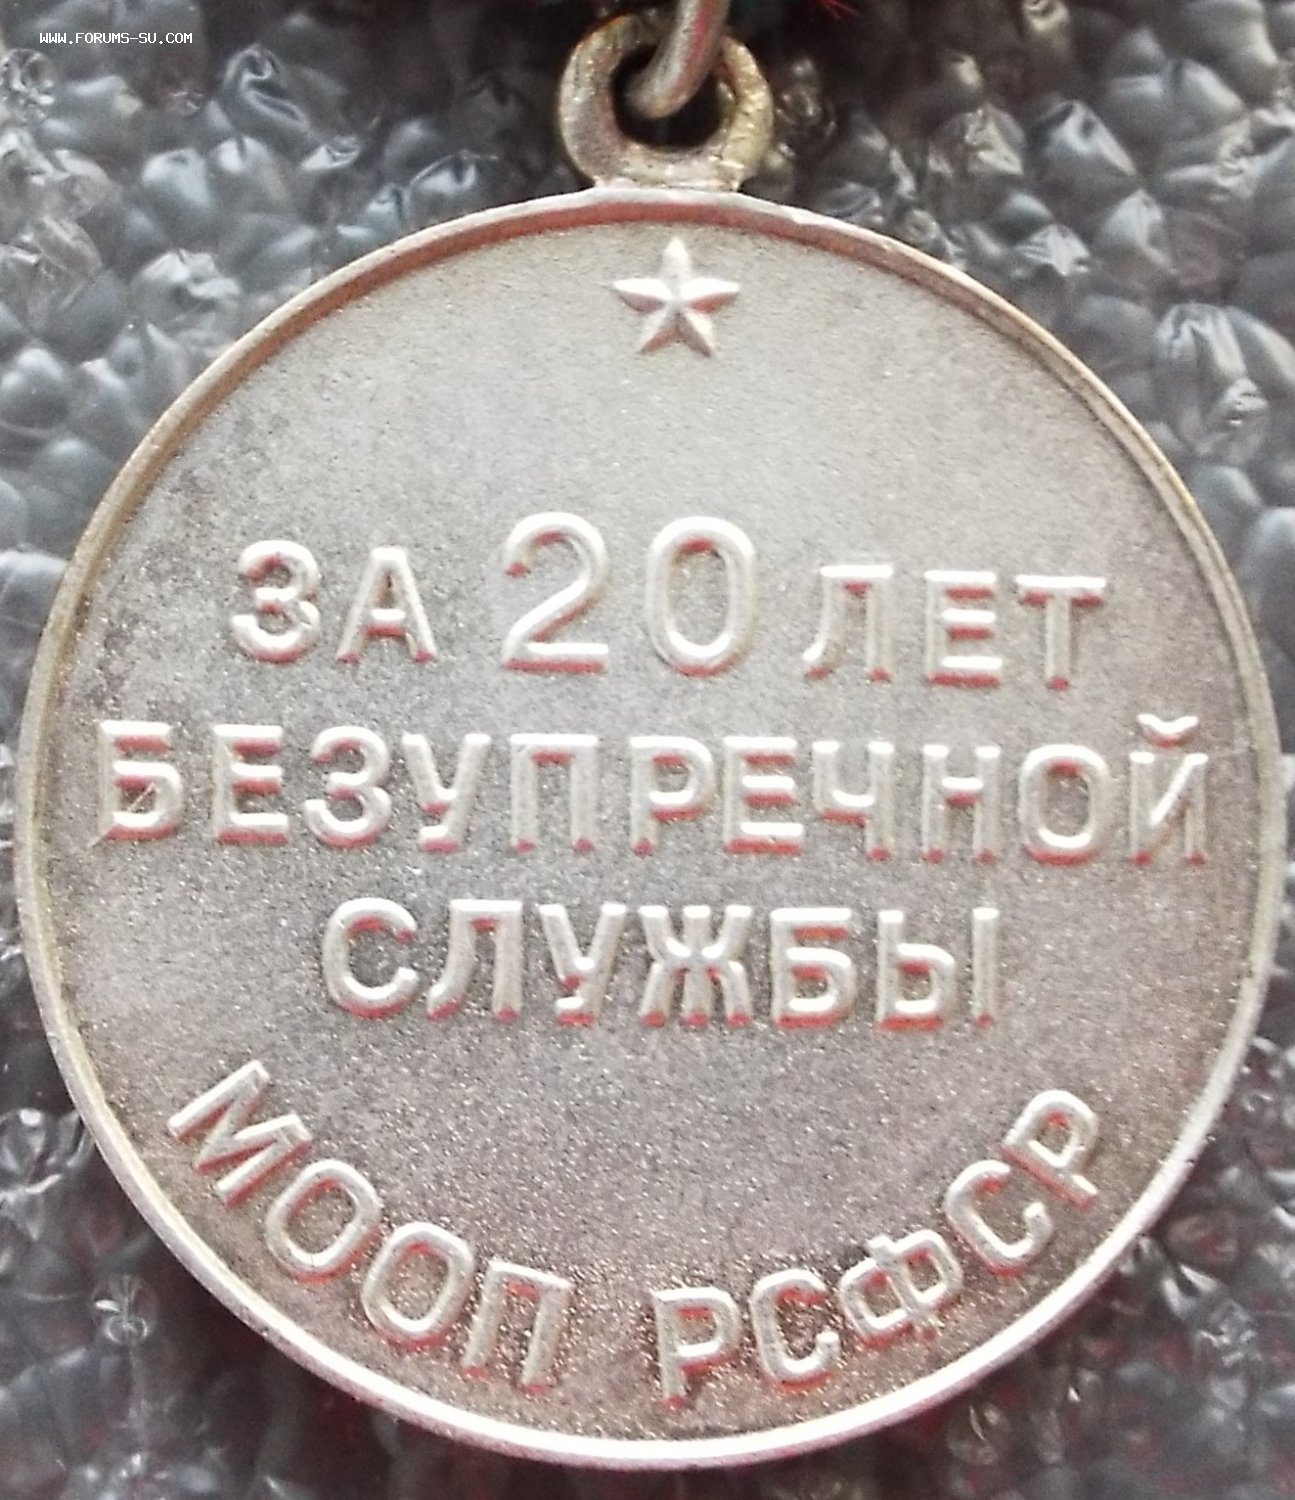 WWW.FORUMS-SU.COM
ЗА 20 ЛЕТ
БЕЗУПРЕЧНОЙ
СЛУЖБЫ
МООП РСФСР